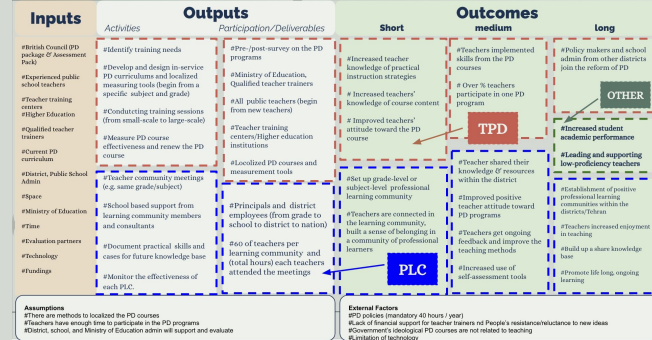 Inputs
Outputs
Outcomes
Activities
Participation/Deliverables
Short
medium
long
#British Council (PD
package & Assessment
Pack)
#Experienced public
school teachers
#Teacher training
centers
#Higher Education
#Qualified teacher
trainers
#Current PD
curriculum
#District, Public School
Admin
#Space
#Ministry of Education
#Time
#Evaluation partners
#Technology
#Fundings
#Identify training needs
#Develop and design in-service
PD curriculums and localized
measuring tools (begin from a
specific subject and grade)
#Conduticting training sessions
(from small-scale to large-scale)
#Measure PD course
effectiveness and renew the PD
course
#Teacher community meetings
(e.g. same grade/subject)
#School based support from
learning community members
and consultants
#Document practical skills and
cases for future knowledge base
#Monitor the effectiveness of
each PLC.
#Pre-/post-survey on the PD
programs
#Ministry of Education,
Qualified teacher trainers
#All public teachers (begin
from new teachers)
#Teacher training
centers/Higher education
institutions
#Locolized PD courses and
measurement tools
#Principals and district
employees (from grade to
school to district to nation)
#60 of teachers per
learning community and
(total hours) each teachers
attended the meetings
#Increased teacher
knowledge of practical
instruction strategies
# Increased teachers'
knowledge of course content
# Improved teachers'
attitude toward the PD
course
#Set up grade-level or
subject-level professional
learning community
#Teachers are connected in
the learning community,
built a sense of belonging in
a community of professional
learners
#Teachers implemented
skills from the PD
courses
# Over % teachers
participate in one PD
program
TPD
#Teacher shared their
knowledge & resources
within the district
#Improved positive
teacher attitude toward
PD programs
#Teachers get ongoing
feedback and improve the
teaching methods
#Increased use of
self-assessment tools
PLC
#Policy makers and school
admin from other districts
join the reform of PD
OTHER
#Increased student
academic performance
#Leading and supporting
low-proficiency teachers
#Establishment of positive
professional learning
communities within the
districts/Tehran
#Teachers increased enjoyment
in teaching
#Build up a share knowledge
base
#Promote life long, ongoing
learning
Assumptions
#There are methods to localized the PD courses
#Teachers have enough time to participate in the PD programs
#District, school, and Ministry of Education admin will support and evaluate
External Factors
#PD policies (mandatory 40 hours / year)
#Lack of financial support for teacher trainers nd People's resistance/reluctance to new ideas
#Government's ideological PD courses are not related to teaching
#Limitation of technology